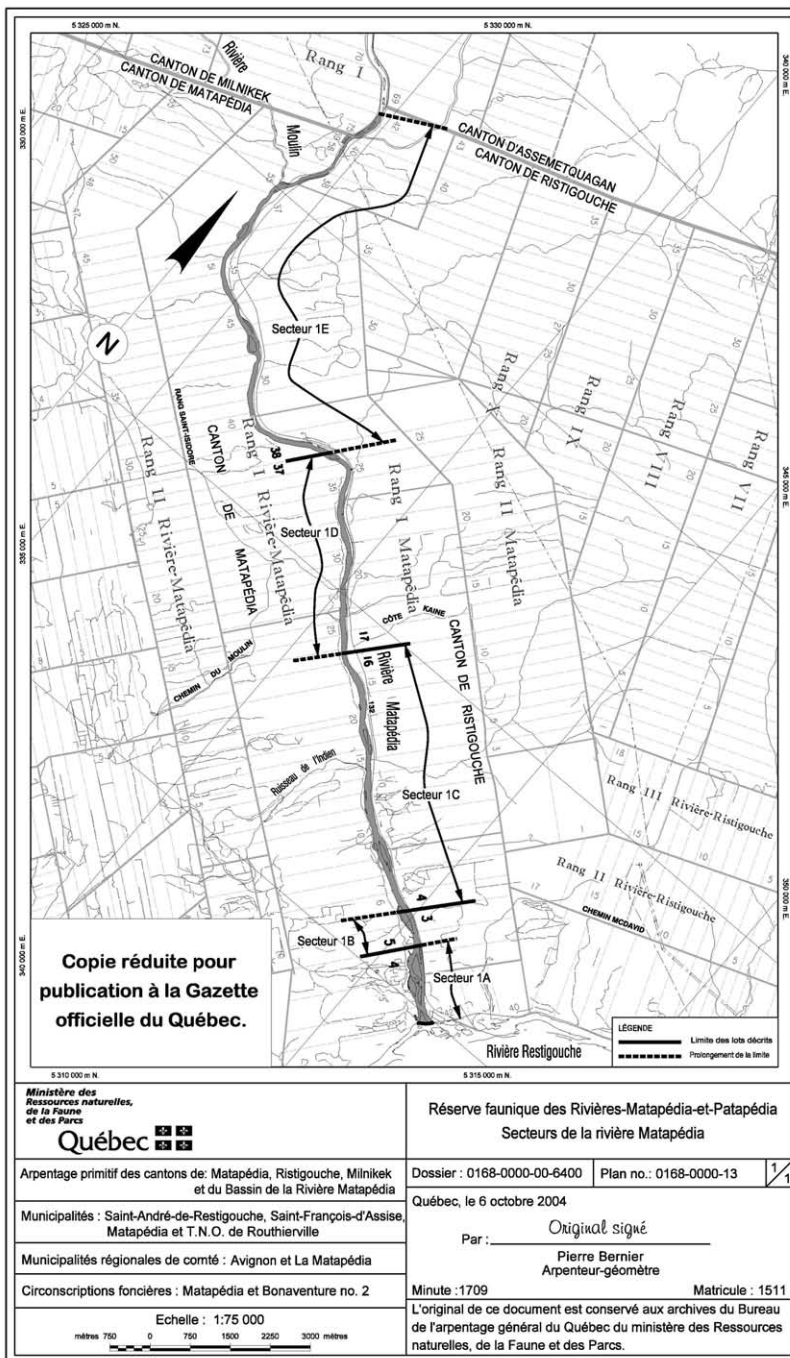 5 325 000 m N.
5 330 000 m N.
340 000 m E.
330 000 m E.
Rivière
Rang I
CANTON DE MILNIKEK
CANTON DE MATAPÉDIA
Moulin
CANTON D'ASSEMETQUAGAN
CANTON DE RISTIGOUCHE
Secteur 1E
N
Rang X
Rang IX
Rang VIII
Rang VII
345 000 m E.
335 000 m E.
RANG SAINT-ISIDORE
CANTON DE MATAPÉDIA
Rang II Rivière-Matapédia
Rang I Rivière-Matapédia
38 37
Secteur 1D
Rang I Matapédia
Rang II Matapédia
CÔTE KAINE
17
16
CANTON DE RISTIGOUCHE
CHEMIN DU MOULIN
Rivière Matapédia
132
Ruisseau de l'Indien
Secteur 1C
Rang III Rivière-Ristigouche
Rang II Rivière-Ristigouche
CHEMIN MCDAVID
350 000 m E.
340 000 m E.
4
3
Secteur 1B
5
4
Secteur 1A
Copie réduite pour
publication à la Gazette
officielle du Québec.
Rivière Restigouche
LÉGENDE
Limite des lots décrits
Prolongement de la limite
5 310 000 m N.
5 315 000 m N.
Ministère des
Ressources naturelles,
de la Faune
et des Parcs
Québec
Réserve faunique des Rivières-Matapédia-et-Patapédia
Secteurs de la rivière Matapédia
Arpentage primitif des cantons de: Matapédia, Ristigouche, Milnikek
et du Bassin de la Rivière Matapédia
Dossier : 0168-0000-00-6400
Plan no.: 0168-0000-13
1/1
Municipalités : Saint-André-de-Restigouche, Saint-François-d'Assise,
Matapédia et T.N.O. de Routhierville
Municipalités régionales de comté : Avignon et La Matapédia
Circonscriptions foncières : Matapédia et Bonaventure no. 2
Québec, le 6 octobre 2004
Par : Original signé
Pierre Bernier
Arpenteur-géomètre
Minute :1709
Matricule : 1511
Echelle : 1:75 000
mètres 750 0 750 1500 2250 3000 mètres
L'original de ce document est conservé aux archives du Bureau
de l'arpentage général du Québec du ministère des Ressources
naturelles, de la Faune et des Parcs.